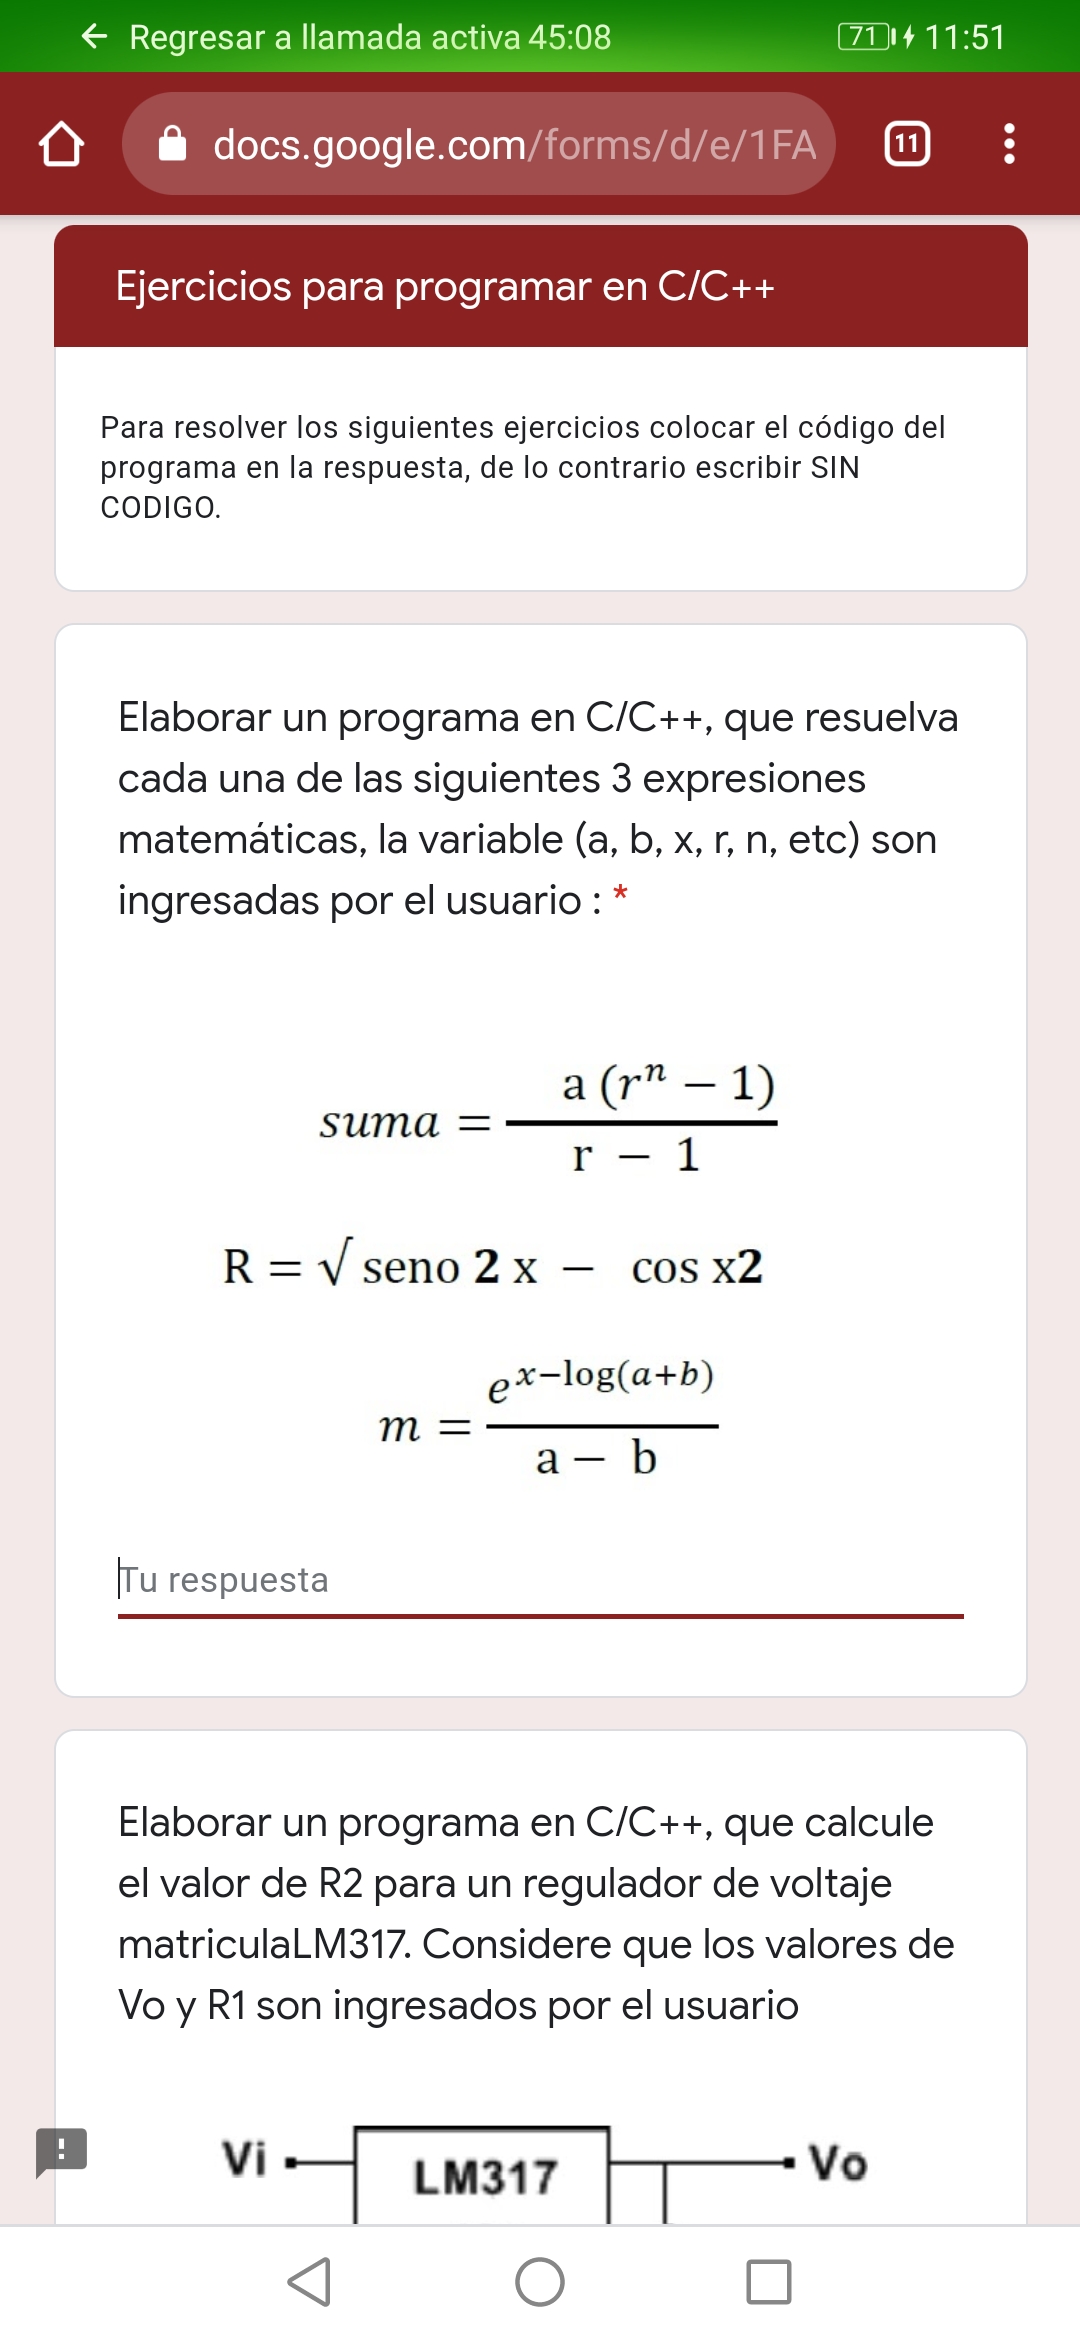 ← Regresar a llamada activa 45:08 71 11:51
docs.google.com/forms/d/e/1FA 11
Ejercicios para programar en C/C++
Para resolver los siguientes ejercicios colocar el código del
programa en la respuesta, de lo contrario escribir SIN
CODIGO.
Elaborar un programa en C/C++, que resuelva
cada una de las siguientes 3 expresiones
matemáticas, la variable (a, b, x, r, n, etc) son
ingresadas por el usuario : *
a (rⁿ – 1)
suma =
r – 1
R = √ seno 2 x – cos x2
e^x–log(a+b)
m =
a – b
Tu respuesta
Elaborar un programa en C/C++, que calcule
el valor de R2 para un regulador de voltaje
matriculaLM317. Considere que los valores de
Vo y R1 son ingresados por el usuario
Vi LM317 Vo